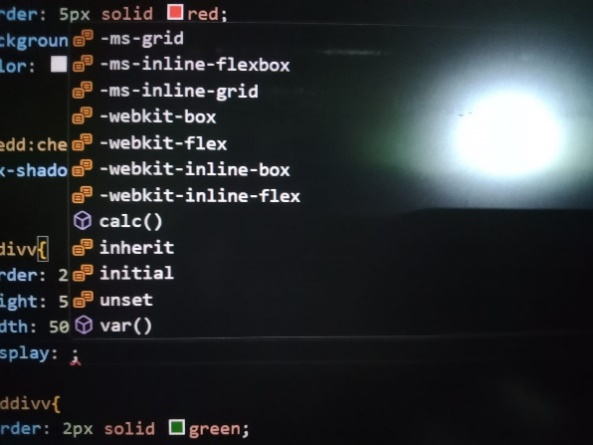 rder: 5px solid red;
ckgroun
lor:
-ms-grid
-ms-inline-flexbox
-ms-inline-grid
-webkit-box
-webkit-flex
-webkit-inline-box
-webkit-inline-flex
calc()
inherit
initial
unset
var()
edd:che
x-shado
divv{
rder: 2
ight: 5
dth: 50
splay: ;
ddivv{
rder: 2px solid green;